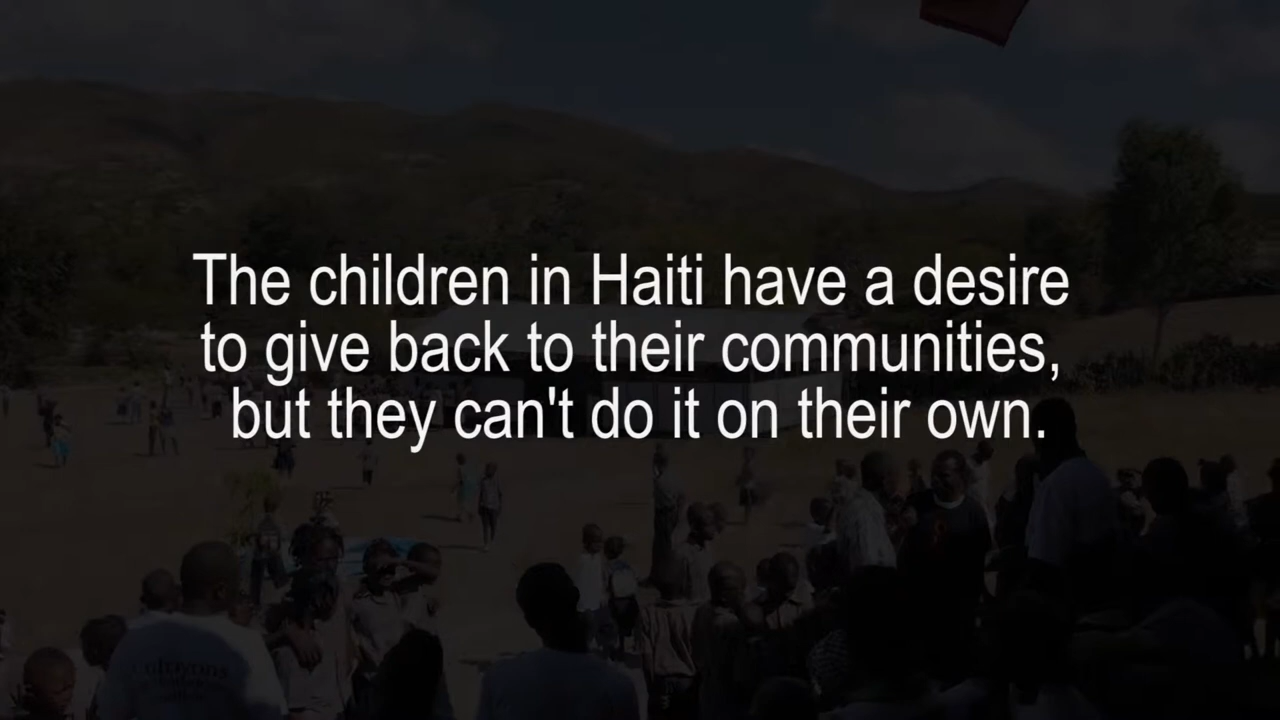 The children in Haiti have a desire
to give back to their communities,
but they can't do it on their own.